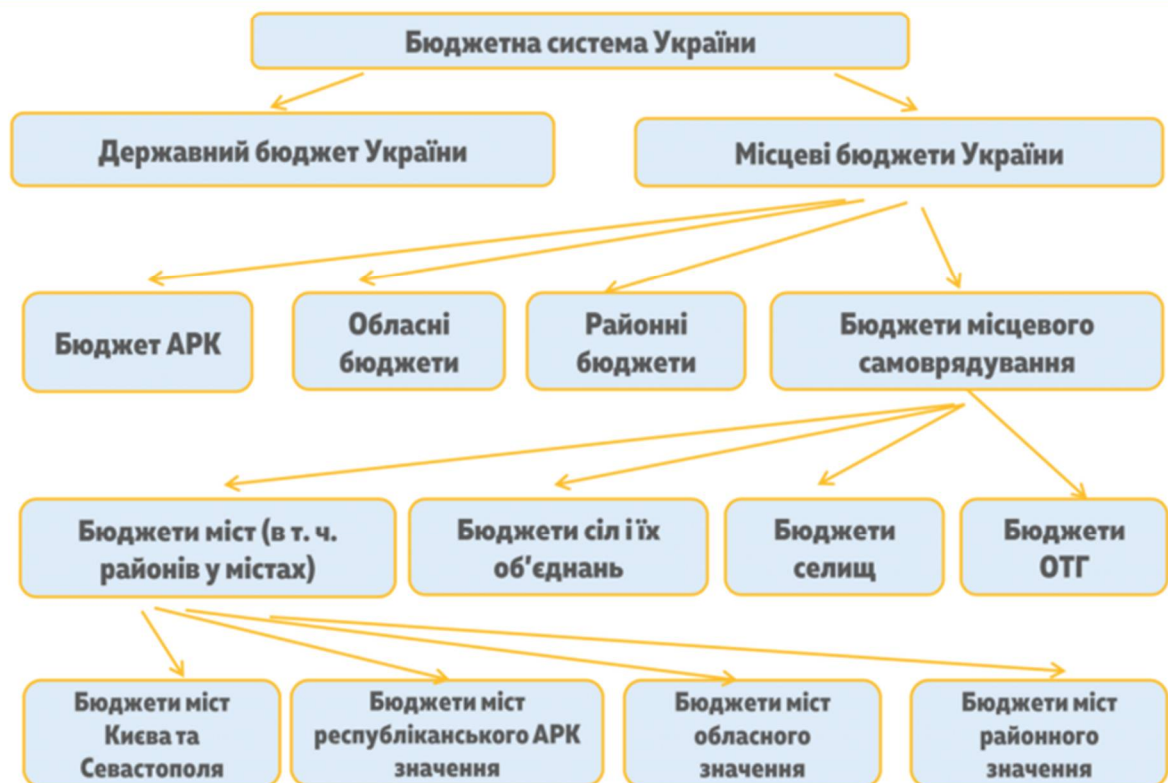 Бюджетна система України
Державний бюджет України
Місцеві бюджети України
Бюджет АРК
Обласні
бюджети
Районні
бюджети
Бюджети місцевого
самоврядування
Бюджети міст (в т. ч.
районів у містах)
Бюджети сіл і їх
об’єднань
Бюджети
селищ
Бюджети
ОТГ
Бюджети міст
Києва та
Севастополя
Бюджети міст
республіканського АРК
значення
Бюджети міст
обласного
значення
Бюджети міст
районного
значення